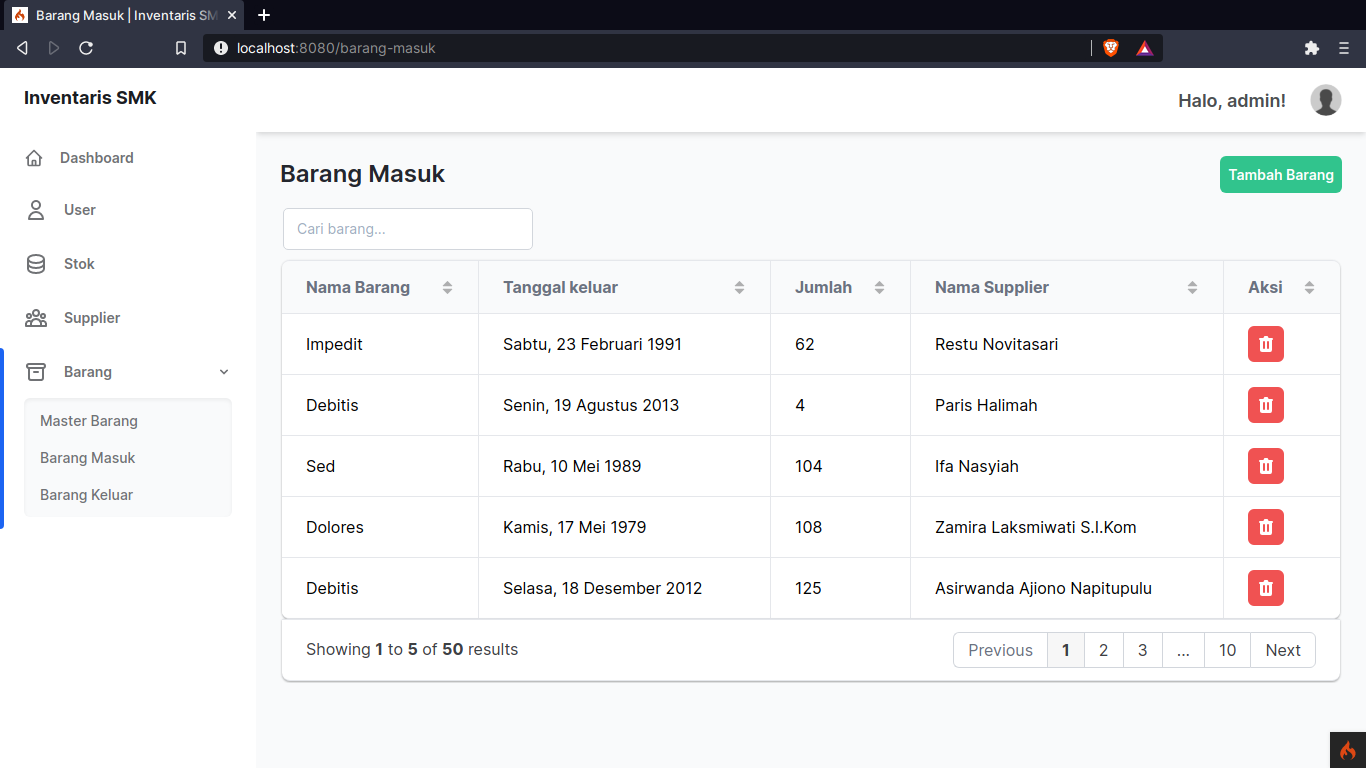 Barang Masuk | Inventaris SM
localhost:8080/barang-masuk
Inventaris SMK
Halo, admin!
Dashboard
User
Stok
Supplier
Barang
Master Barang
Barang Masuk
Barang Keluar
Barang Masuk
Tambah Barang
Cari barang...
Nama Barang Tanggal keluar Jumlah Nama Supplier Aksi
Impedit Sabtu, 23 Februari 1991 62 Restu Novitasari
Debitis Senin, 19 Agustus 2013 4 Paris Halimah
Sed Rabu, 10 Mei 1989 104 Ifa Nasyiah
Dolores Kamis, 17 Mei 1979 108 Zamira Laksmiwati S.I.Kom
Debitis Selasa, 18 Desember 2012 125 Asirwanda Ajiono Napitupulu
Showing 1 to 5 of 50 results
Previous 1 2 3 ... 10 Next